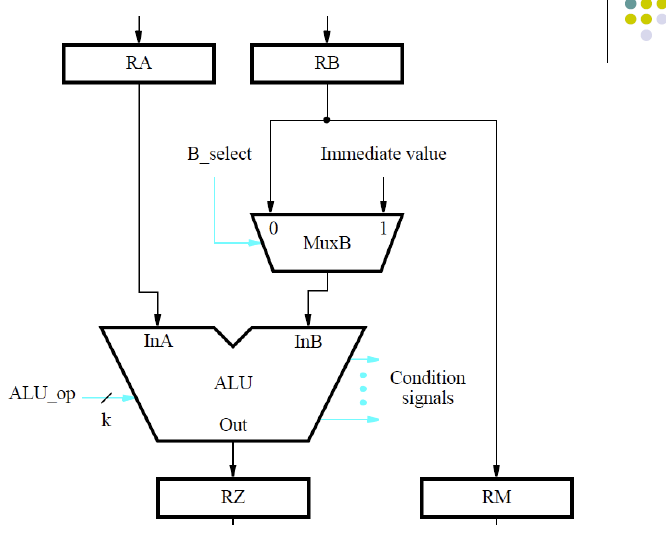 RA
RB
B_select
Immediate value
0
1
MuxB
InA
InB
ALU
ALU_op
k
Condition
signals
Out
RZ
RM